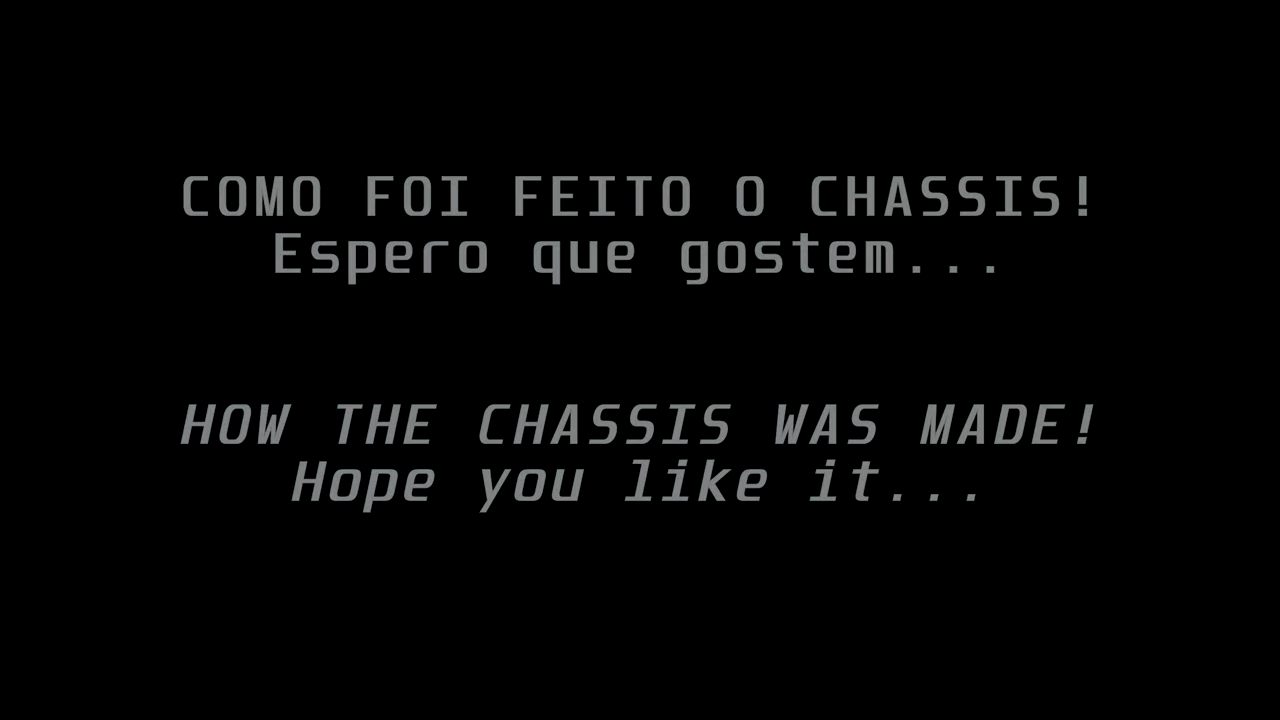 COMO FOI FEITO O CHASSIS!
Espero que gostem...
HOW THE CHASSIS WAS MADE!
Hope you like it...